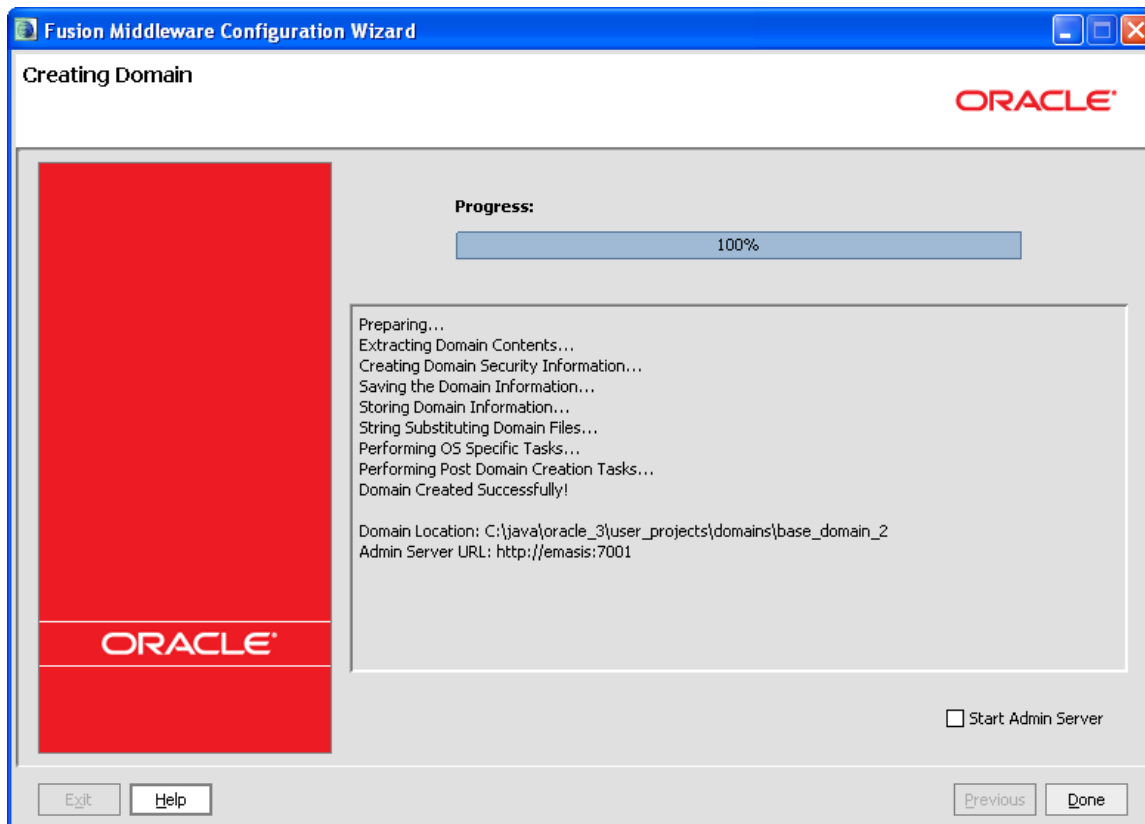 Fusion Middleware Configuration Wizard
Creating Domain
ORACLE
Progress:
100%
Preparing...
Extracting Domain Contents...
Creating Domain Security Information...
Saving the Domain Information...
Storing Domain Information...
String Substituting Domain Files...
Performing OS Specific Tasks...
Performing Post Domain Creation Tasks...
Domain Created Successfully!
Domain Location: C:\java\oracle_3\user_projects\domains\base_domain_2
Admin Server URL: http://emasis:7001
ORACLE
Start Admin Server
Exit Help Previous Done